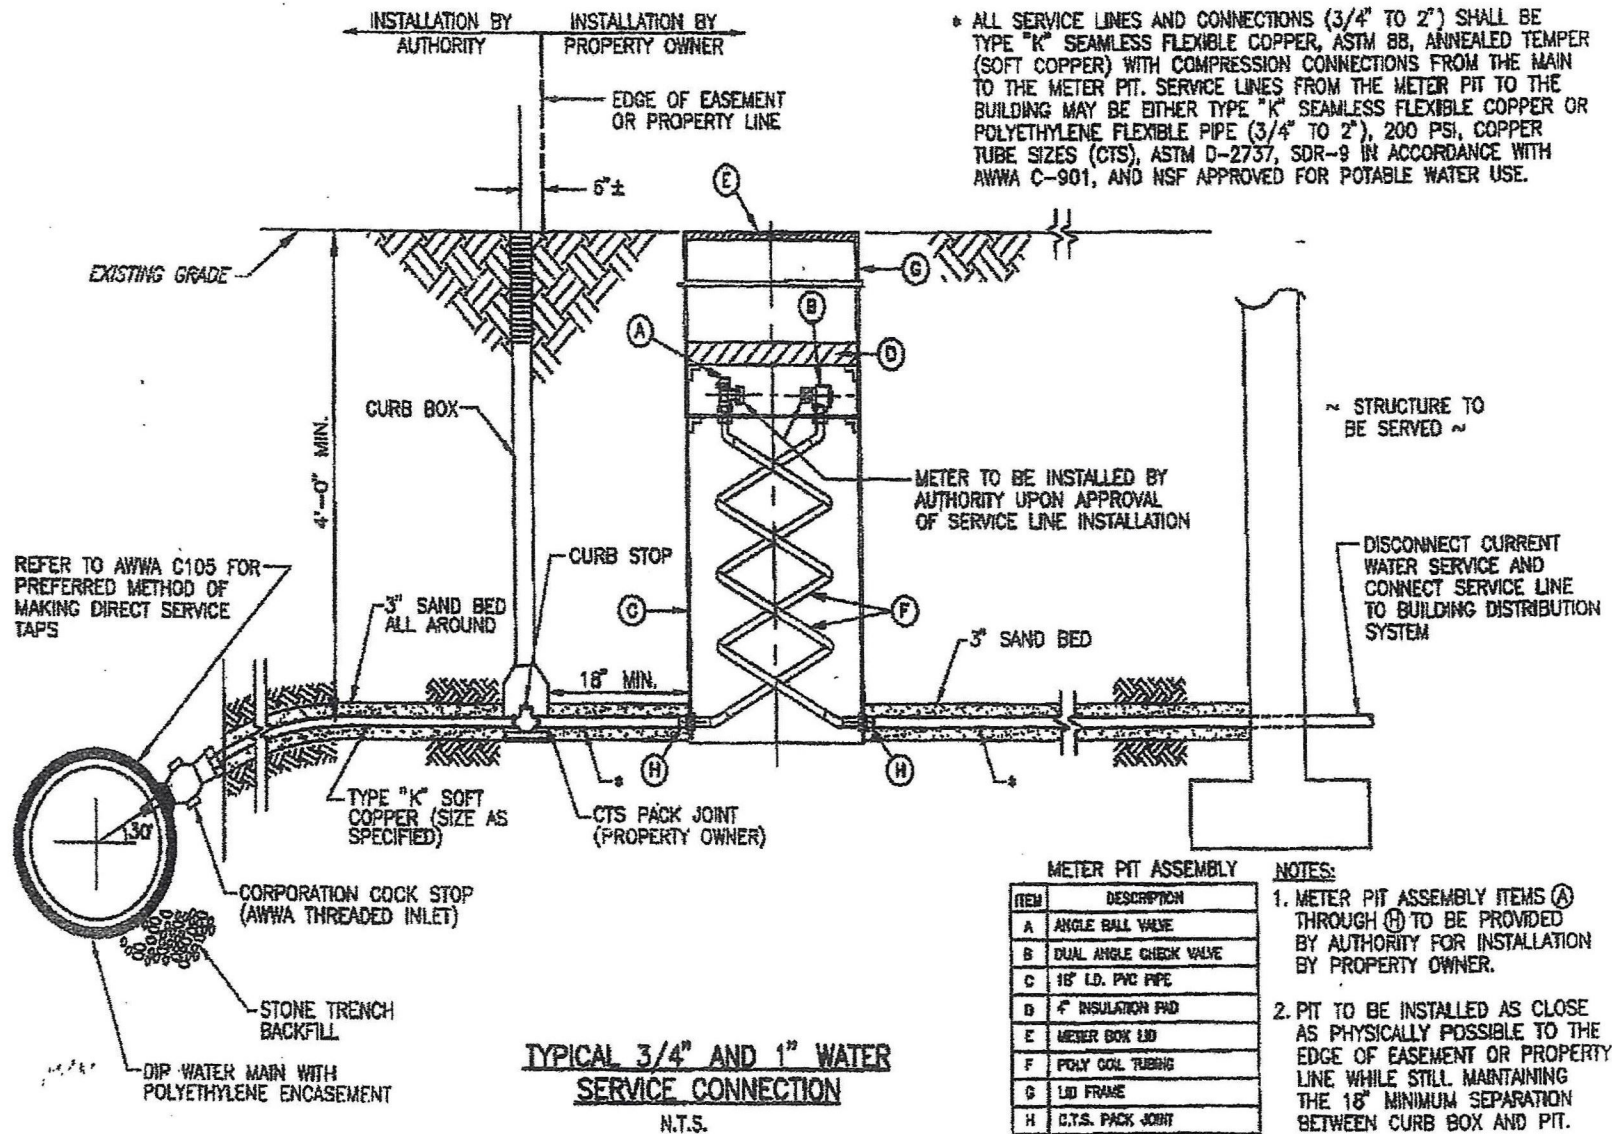 INSTALLATION BY
AUTHORITY
INSTALLATION BY
PROPERTY OWNER
EDGE OF EASEMENT
OR PROPERTY LINE
6"±
* ALL SERVICE LINES AND CONNECTIONS (3/4" TO 2") SHALL BE
TYPE "K" SEAMLESS FLEXIBLE COPPER, ASTM 88, ANNEALED TEMPER
(SOFT COPPER) WITH COMPRESSION CONNECTIONS FROM THE MAIN
TO THE METER PIT. SERVICE LINES FROM THE METER PIT TO THE
BUILDING MAY BE EITHER TYPE "K" SEAMLESS FLEXIBLE COPPER OR
POLYETHYLENE FLEXIBLE PIPE (3/4" TO 2"), 200 PSI, COPPER
TUBE SIZES (CTS), ASTM D-2737, SDR-9 IN ACCORDANCE WITH
AWWA C-901, AND NSF APPROVED FOR POTABLE WATER USE.
E
EXISTING GRADE
G
B
A
D
CURB BOX
4'-0" MIN.
~ STRUCTURE TO
BE SERVED ~
METER TO BE INSTALLED BY
AUTHORITY UPON APPROVAL
OF SERVICE LINE INSTALLATION
REFER TO AWWA C105 FOR
PREFERRED METHOD OF
MAKING DIRECT SERVICE
TAPS
CURB STOP
DISCONNECT CURRENT
WATER SERVICE AND
CONNECT SERVICE LINE
TO BUILDING DISTRIBUTION
SYSTEM
3" SAND BED
ALL AROUND
C
F
3" SAND BED
18" MIN.
H
H
*
*
TYPE "K" SOFT
COPPER (SIZE AS
SPECIFIED)
CTS PACK JOINT
(PROPERTY OWNER)
30°
CORPORATION COCK STOP
(AWWA THREADED INLET)
STONE TRENCH
BACKFILL
DIP WATER MAIN WITH
POLYETHYLENE ENCASEMENT
TYPICAL 3/4" AND 1" WATER
SERVICE CONNECTION
N.T.S.
METER PIT ASSEMBLY
ITEM DESCRIPTION
A ANGLE BALL VALVE
B DUAL ANGLE CHECK VALVE
C 18" I.D. PVC PIPE
D 4" INSULATION PAD
E METER BOX LID
F POLY COIL TUBING
G LID FRAME
H C.T.S. PACK JOINT
NOTES:
1. METER PIT ASSEMBLY ITEMS A
THROUGH H TO BE PROVIDED
BY AUTHORITY FOR INSTALLATION
BY PROPERTY OWNER.
2. PIT TO BE INSTALLED AS CLOSE
AS PHYSICALLY POSSIBLE TO THE
EDGE OF EASEMENT OR PROPERTY
LINE WHILE STILL MAINTAINING
THE 18" MINIMUM SEPARATION
BETWEEN CURB BOX AND PIT.